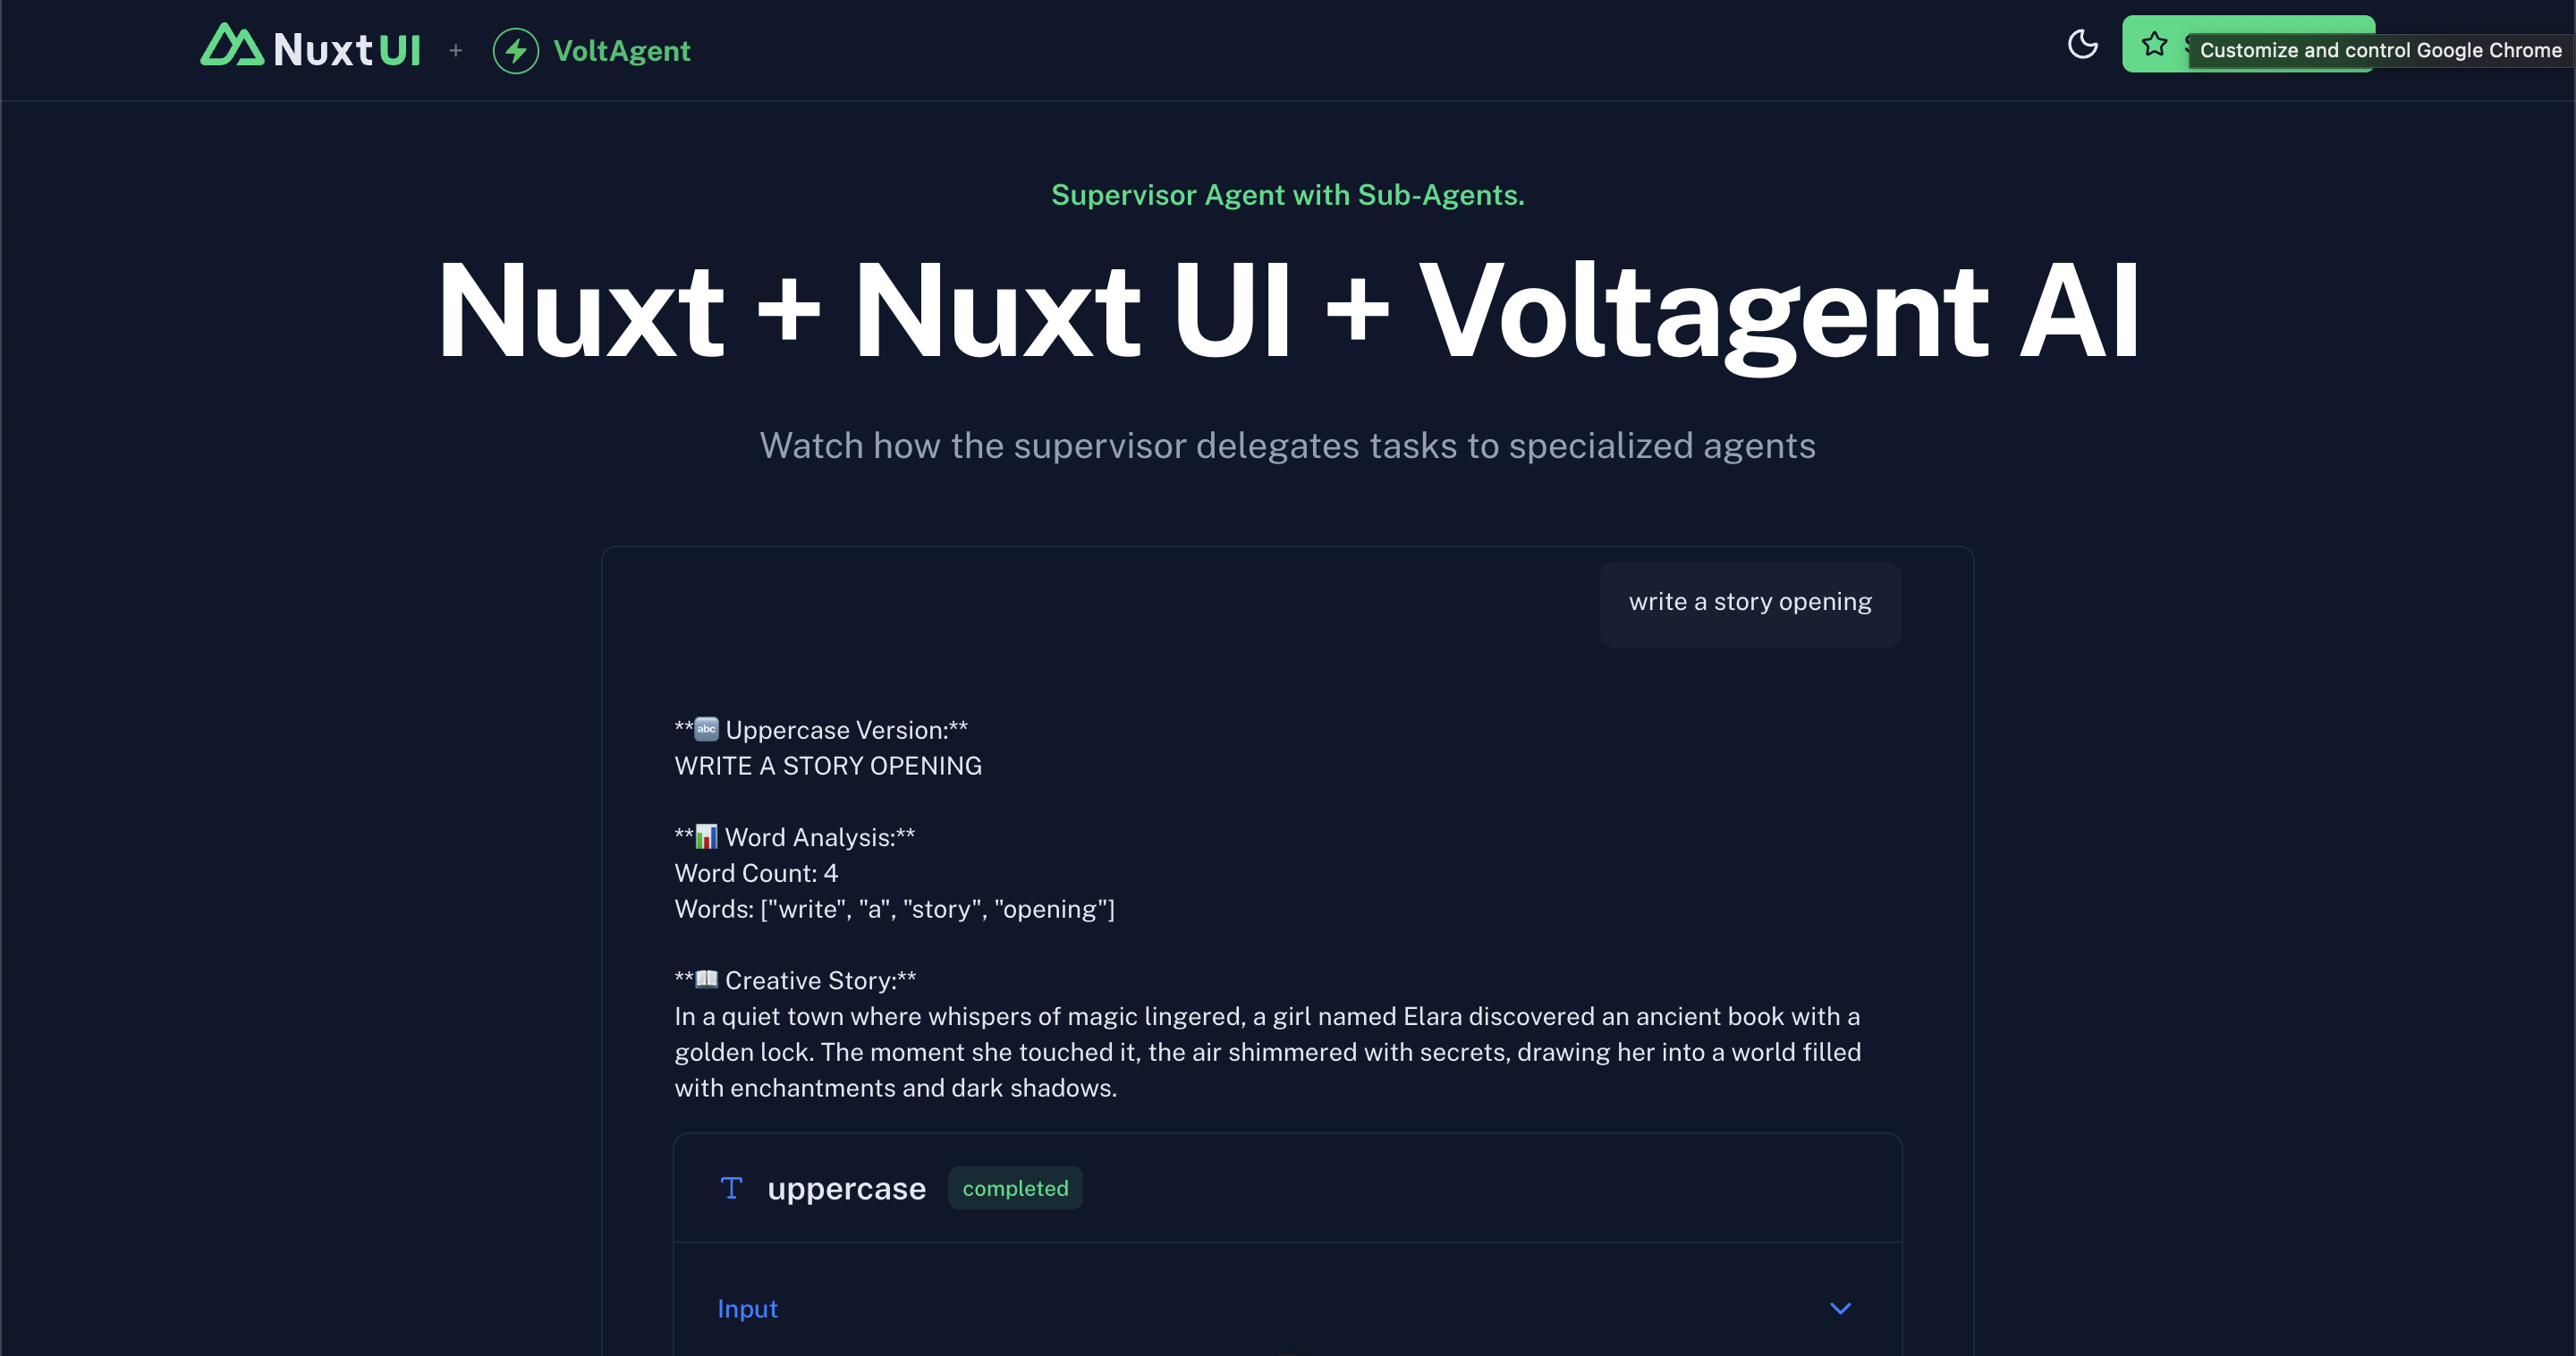 NuxtUI + VoltAgent
Customize and control Google Chrome
Supervisor Agent with Sub-Agents.
Nuxt + Nuxt UI + Voltagent AI
Watch how the supervisor delegates tasks to specialized agents
write a story opening
**🔤 Uppercase Version:**
WRITE A STORY OPENING
**📊 Word Analysis:**
Word Count: 4
Words: ["write", "a", "story", "opening"]
**📖 Creative Story:**
In a quiet town where whispers of magic lingered, a girl named Elara discovered an ancient book with a
golden lock. The moment she touched it, the air shimmered with secrets, drawing her into a world filled
with enchantments and dark shadows.
uppercase completed
Input